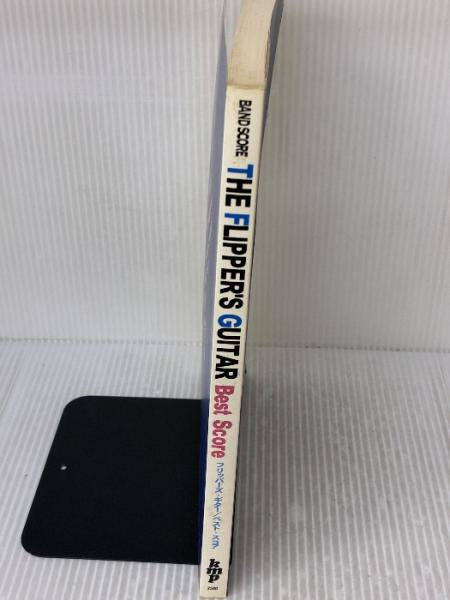 BAND SCORE
THE FLIPPER'S GUITAR
Best Score
フリッパーズ・ギター/ベスト・スコア
kmp